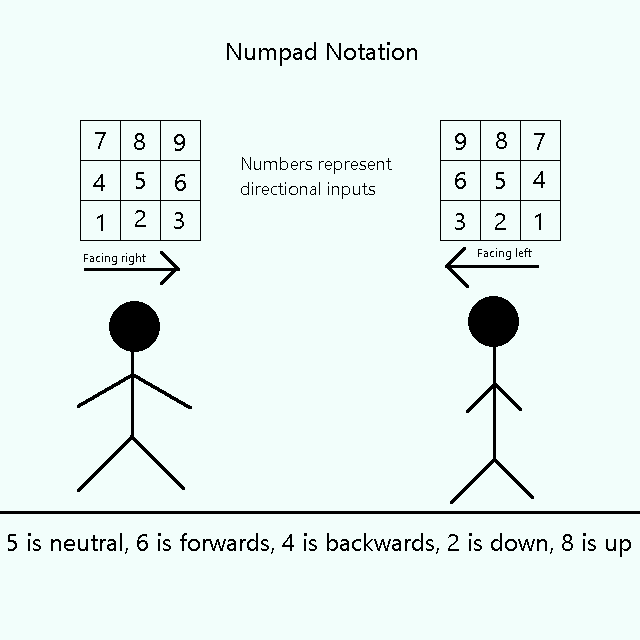 Numpad Notation
7 8 9
4 5 6
1 2 3
Numbers represent
directional inputs
9 8 7
6 5 4
3 2 1
Facing right
Facing left
5 is neutral, 6 is forwards, 4 is backwards, 2 is down, 8 is up